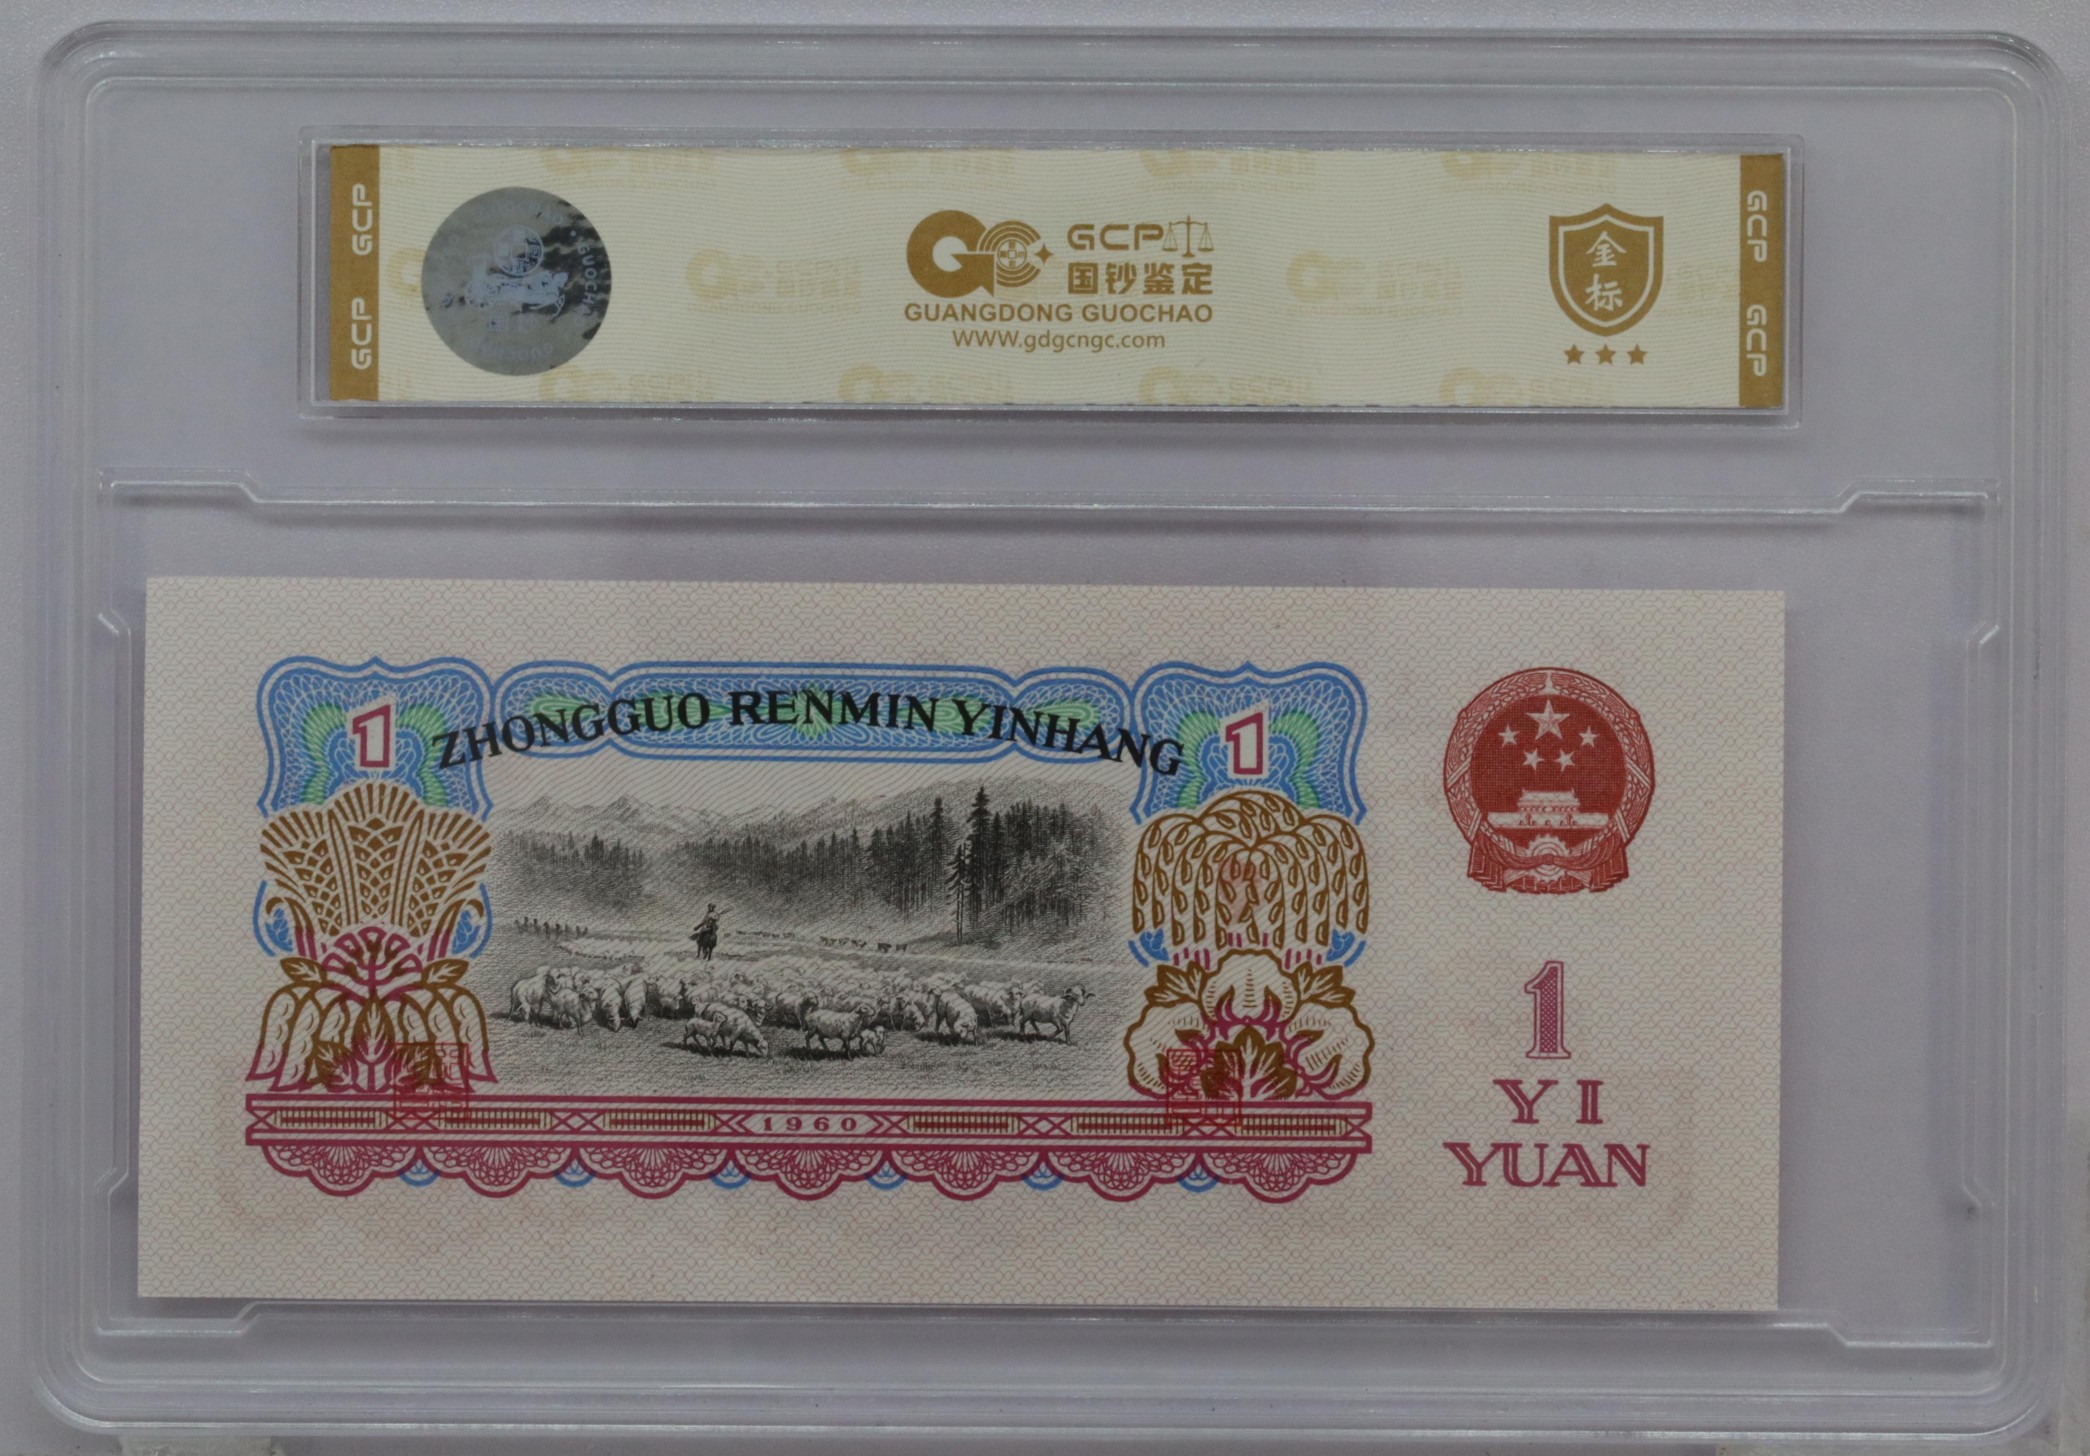 GCP
GCP
GCP
国钞鉴定
GUANGDONG GUOCHAO
WWW.gdgcngc.com
金
标
GCP
GCP
GUOCHAO
1
ZHONGGUO RENMIN YINHANG
1
1960
1
YI
YUAN